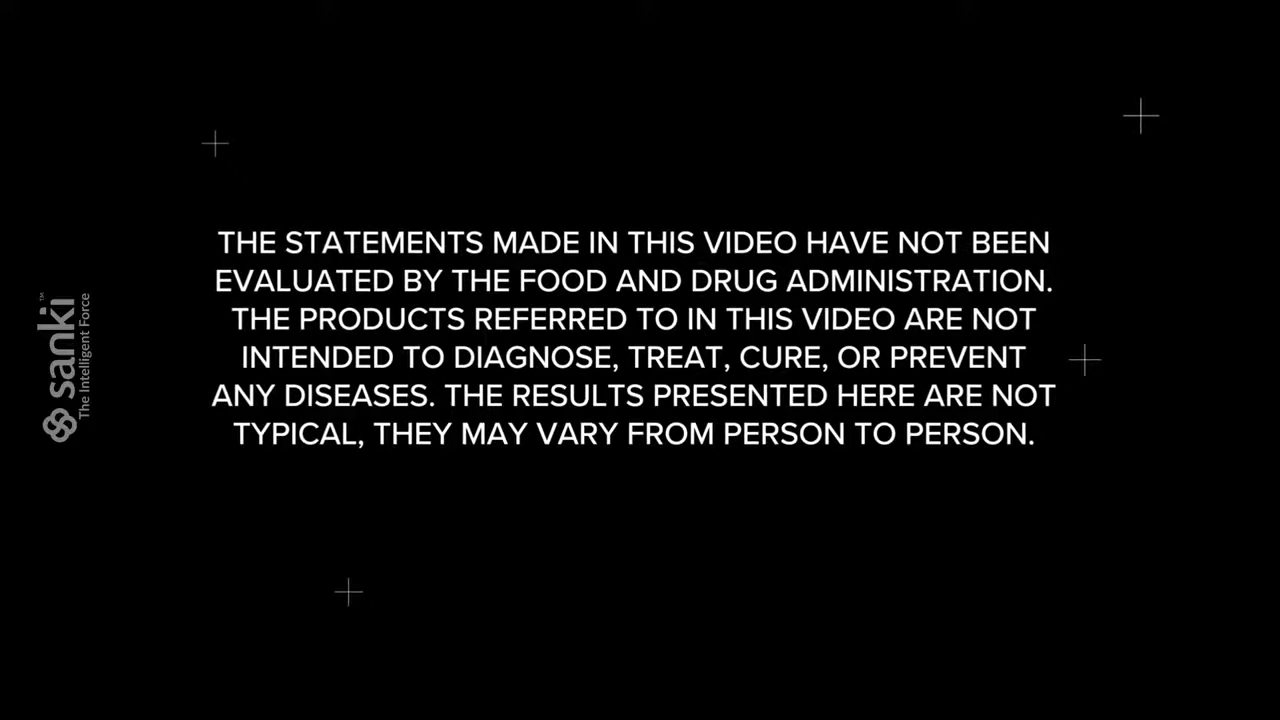 THE STATEMENTS MADE IN THIS VIDEO HAVE NOT BEEN
EVALUATED BY THE FOOD AND DRUG ADMINISTRATION.
THE PRODUCTS REFERRED TO IN THIS VIDEO ARE NOT
INTENDED TO DIAGNOSE, TREAT, CURE, OR PREVENT
ANY DISEASES. THE RESULTS PRESENTED HERE ARE NOT
TYPICAL, THEY MAY VARY FROM PERSON TO PERSON.
sanki™
The Intelligent Force